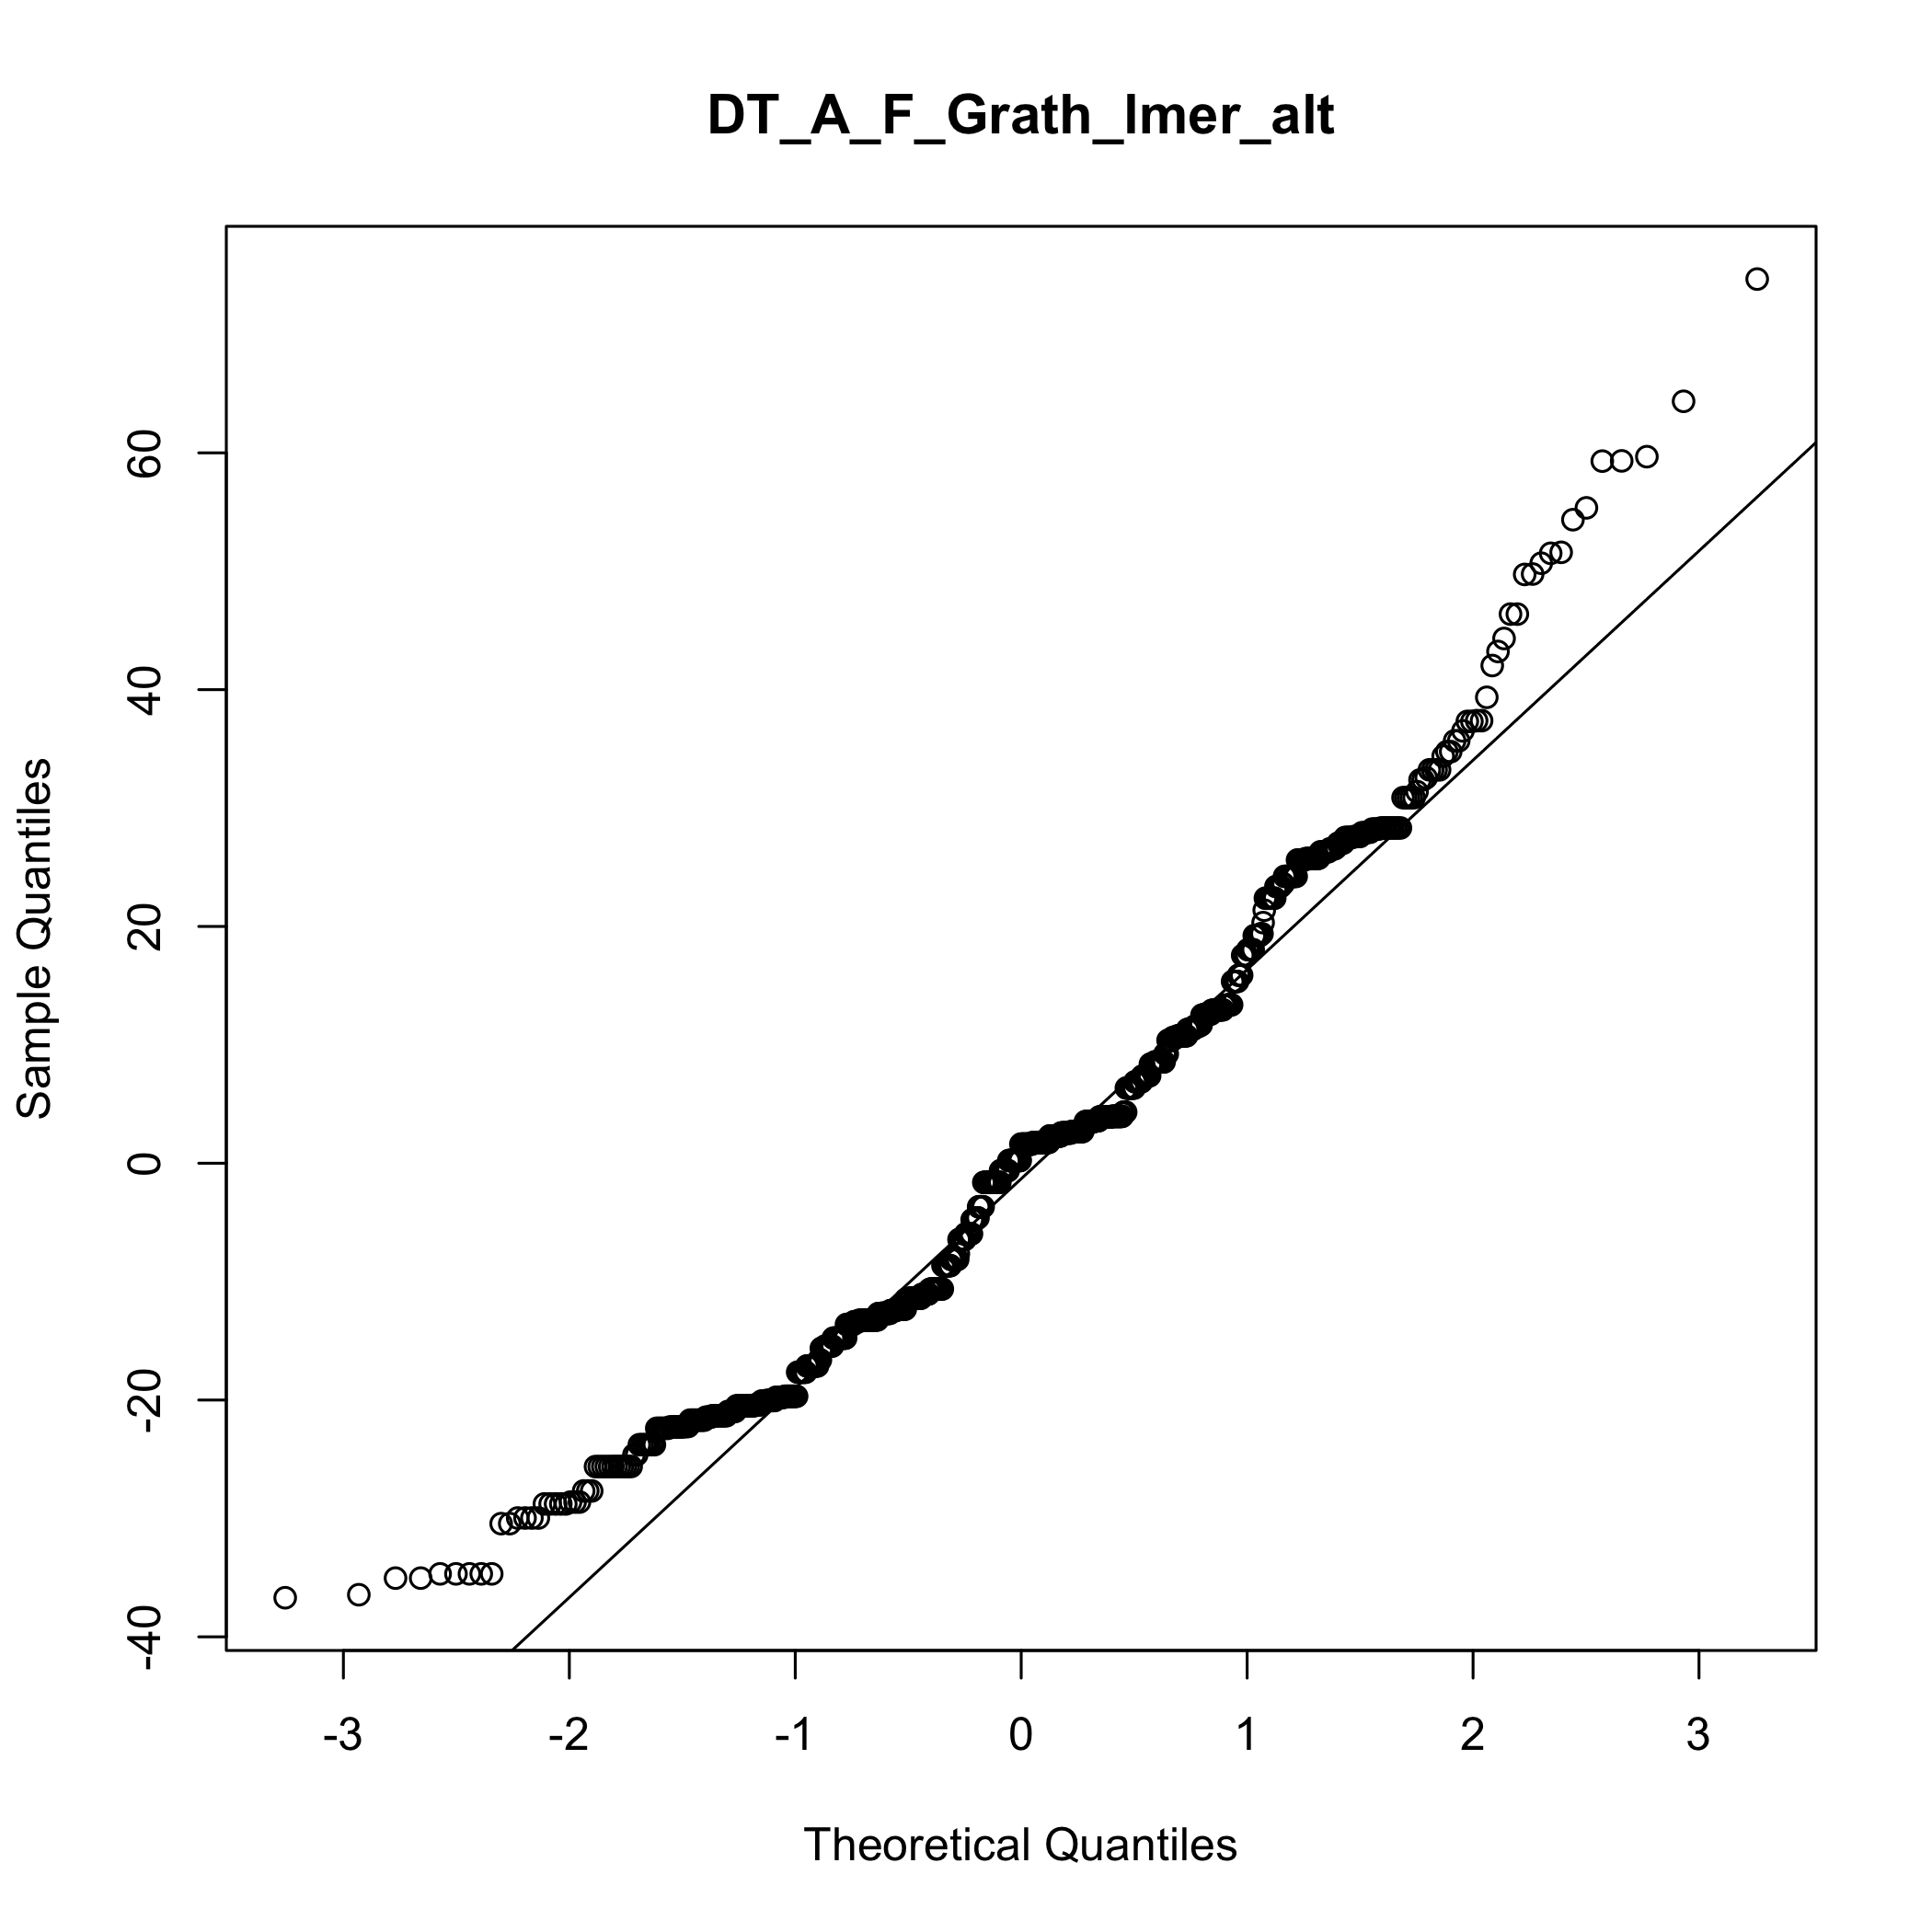 DT_A_F_Grath_lmer_alt
Sample Quantiles
60
40
20
0
-20
-40
-3 -2 -1 0 1 2 3
Theoretical Quantiles